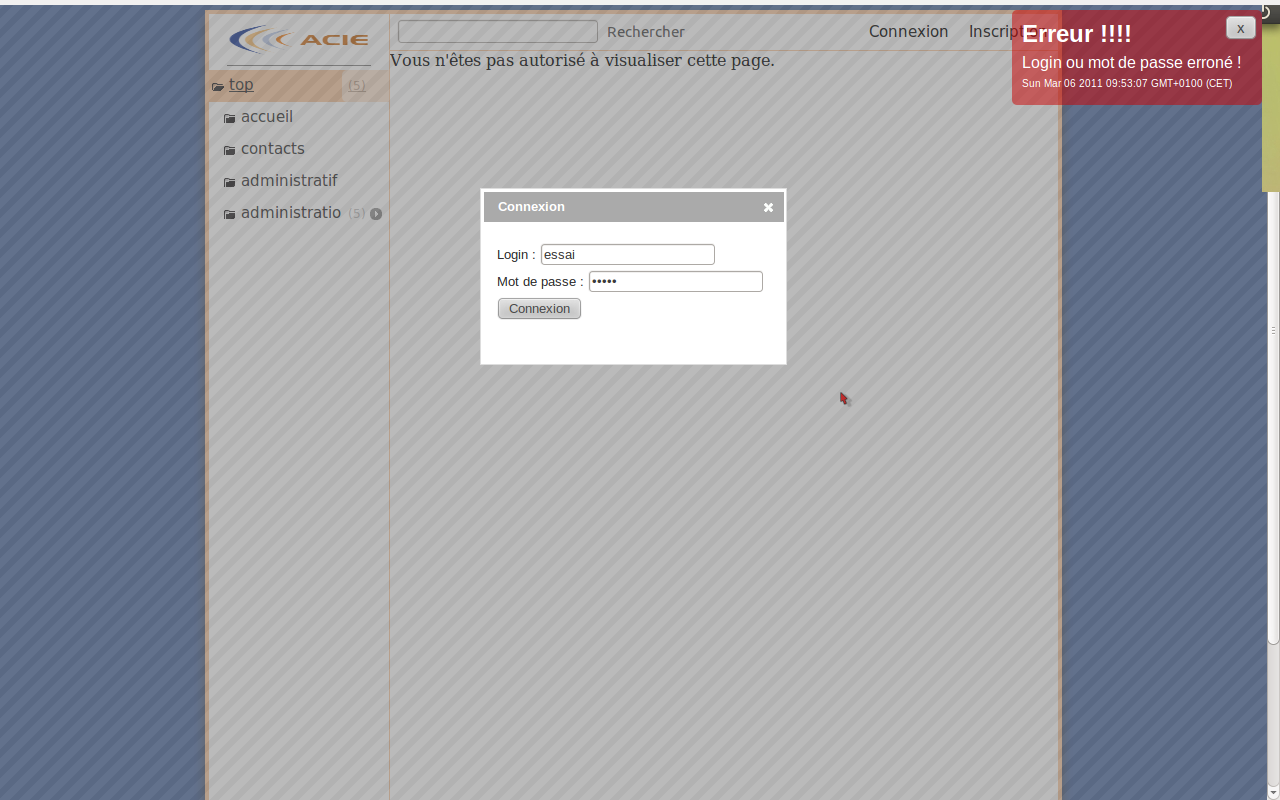 ACIE
Rechercher
Connexion
Vous n'êtes pas autorisé à visualiser cette page.
Erreur !!!!
x
Login ou mot de passe erroné !
Sun Mar 06 2011 09:53:07 GMT+0100 (CET)
top (5)
accueil
contacts
administratif
administratio (5)
Connexion
Login : essai
Mot de passe : •••••
Connexion